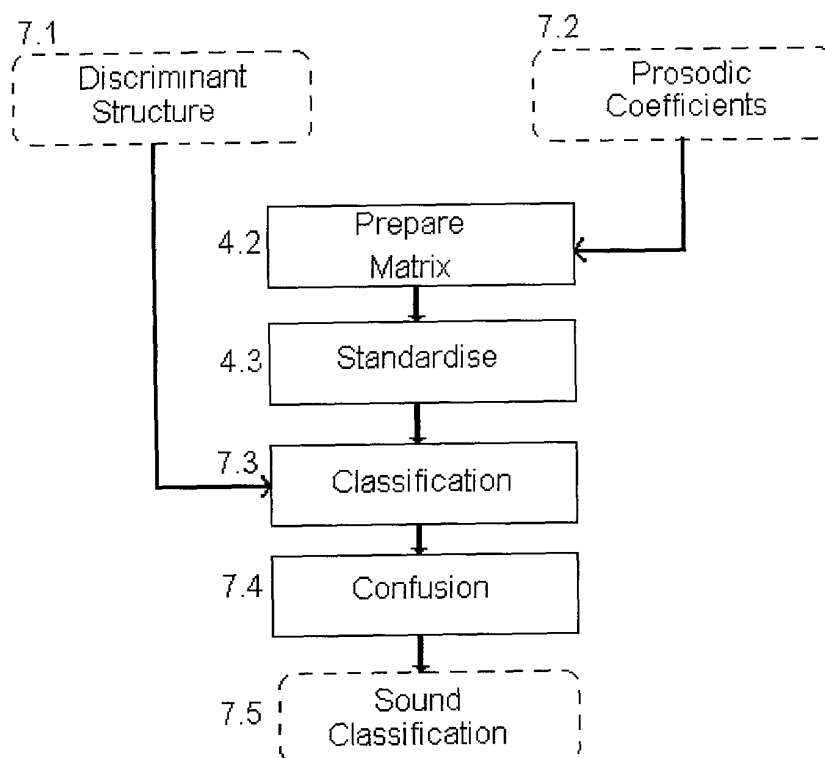 7.1
Discriminant
Structure
7.2
Prosodic
Coefficients
4.2
Prepare
Matrix
4.3
Standardise
7.3
Classification
7.4
Confusion
7.5
Sound
Classification